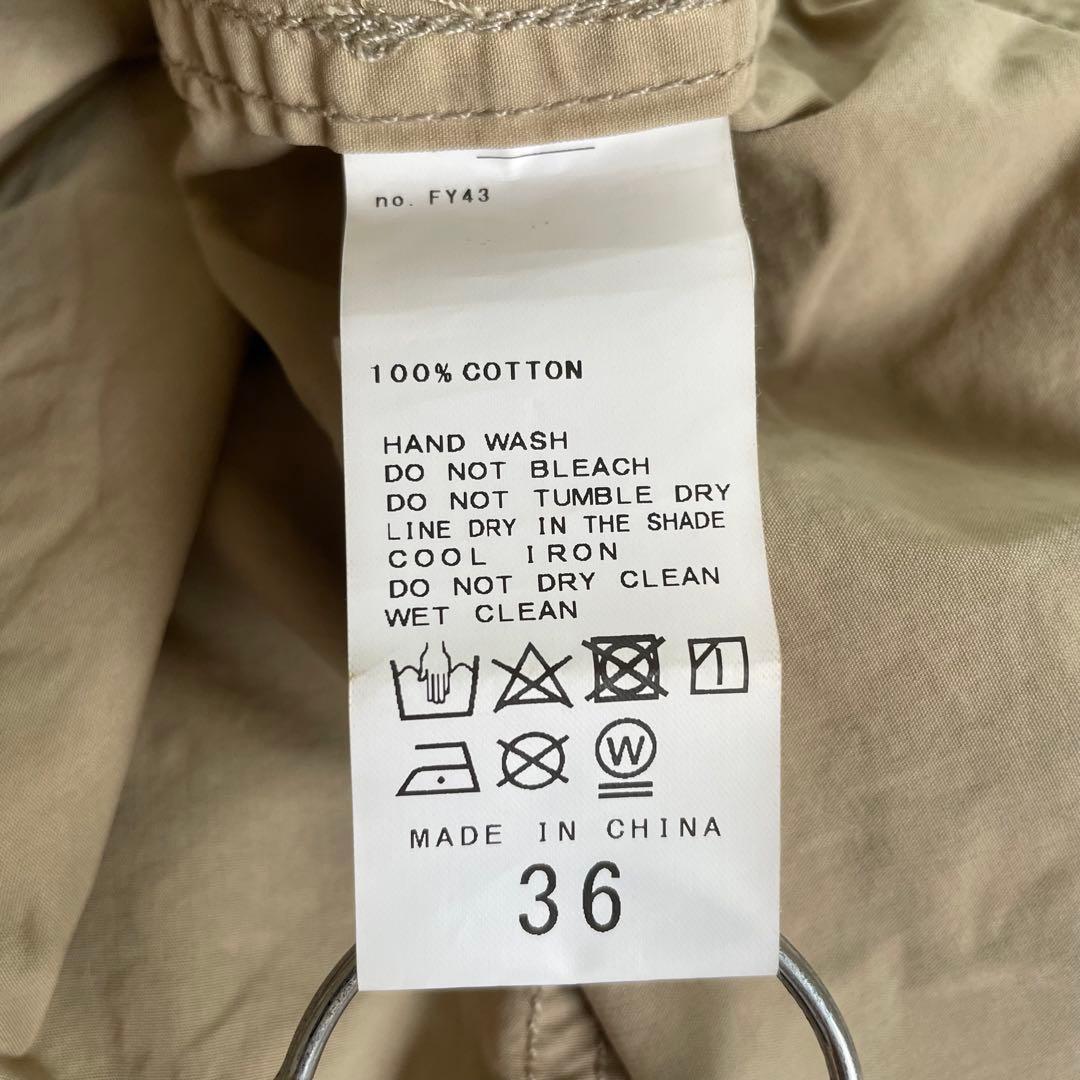 no. FY43
100% COTTON
HAND WASH
DO NOT BLEACH
DO NOT TUMBLE DRY
LINE DRY IN THE SHADE
COOL IRON
DO NOT DRY CLEAN
WET CLEAN
W
MADE IN CHINA
36